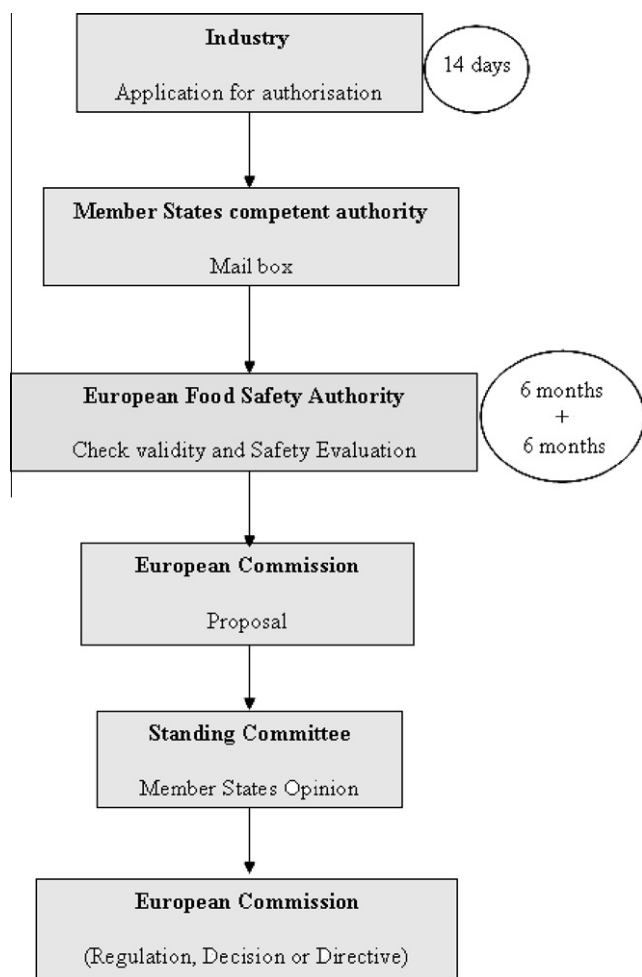 Industry
14 days
Application for authorisation
Member States competent authority
Mail box
European Food Safety Authority
6 months
+
6 months
Check validity and Safety Evaluation
European Commission
Proposal
Standing Committee
Member States Opinion
European Commission
(Regulation, Decision or Directive)